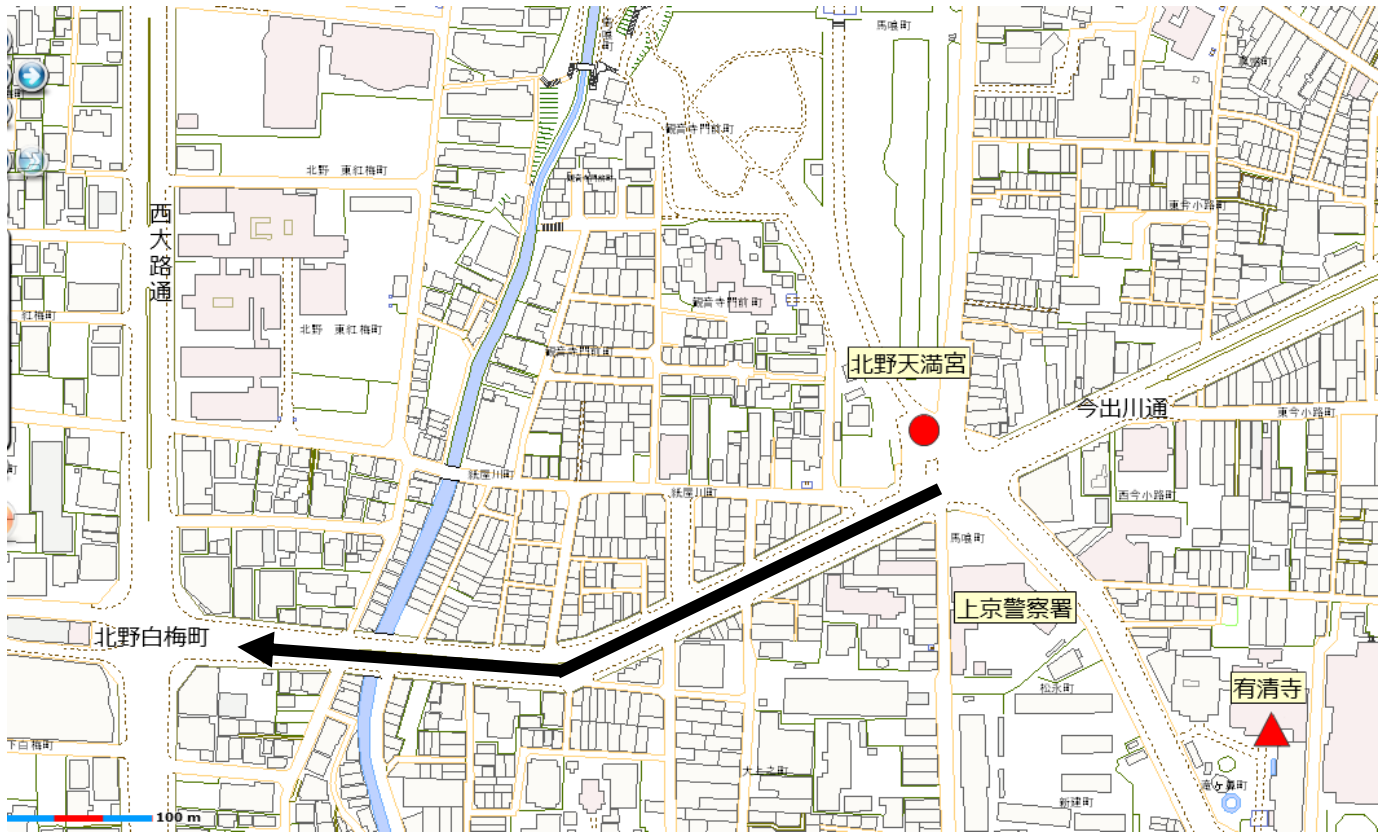 馬喰町
観音寺門前町
北野 東紅梅町
観音寺門前町
東今小路町
西大路通
観音寺門前町
紅梅町
北野 東紅梅町
観音寺門前町
北野天満宮
今出川通
東今小路町
紙屋川町
紙屋川町
西今小路町
馬喰町
上京警察署
北野白梅町
有清寺
松永町
下白梅町
大上之町
竜ヶ鼻町
新建町
100 m